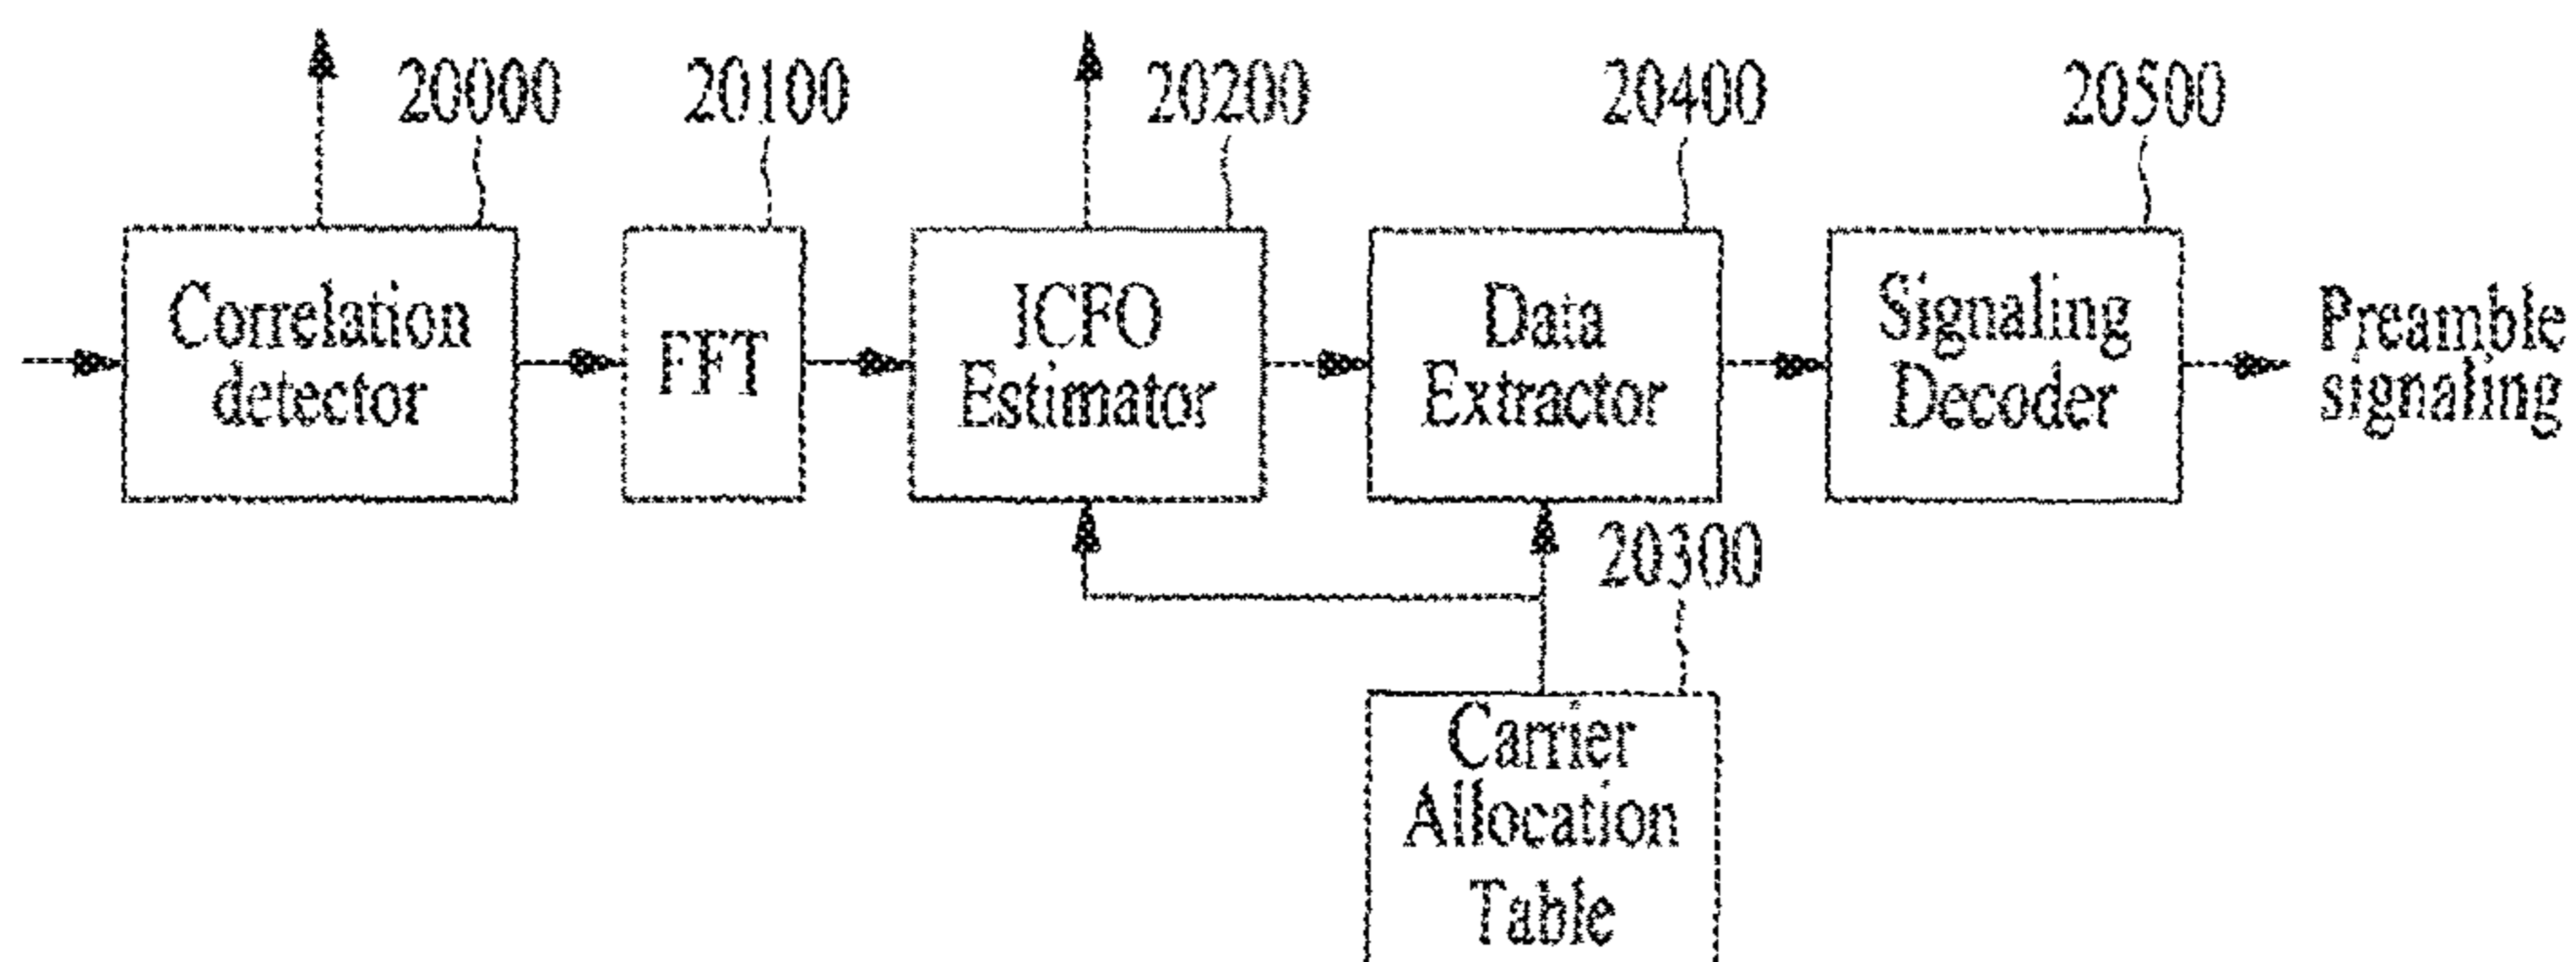 20000
20100
20200
20400
20500
Correlation
detector
FFT
ICFO
Estimator
Data
Extractor
Signaling
Decoder
Preamble
signaling
20300
Carrier
Allocation
Table